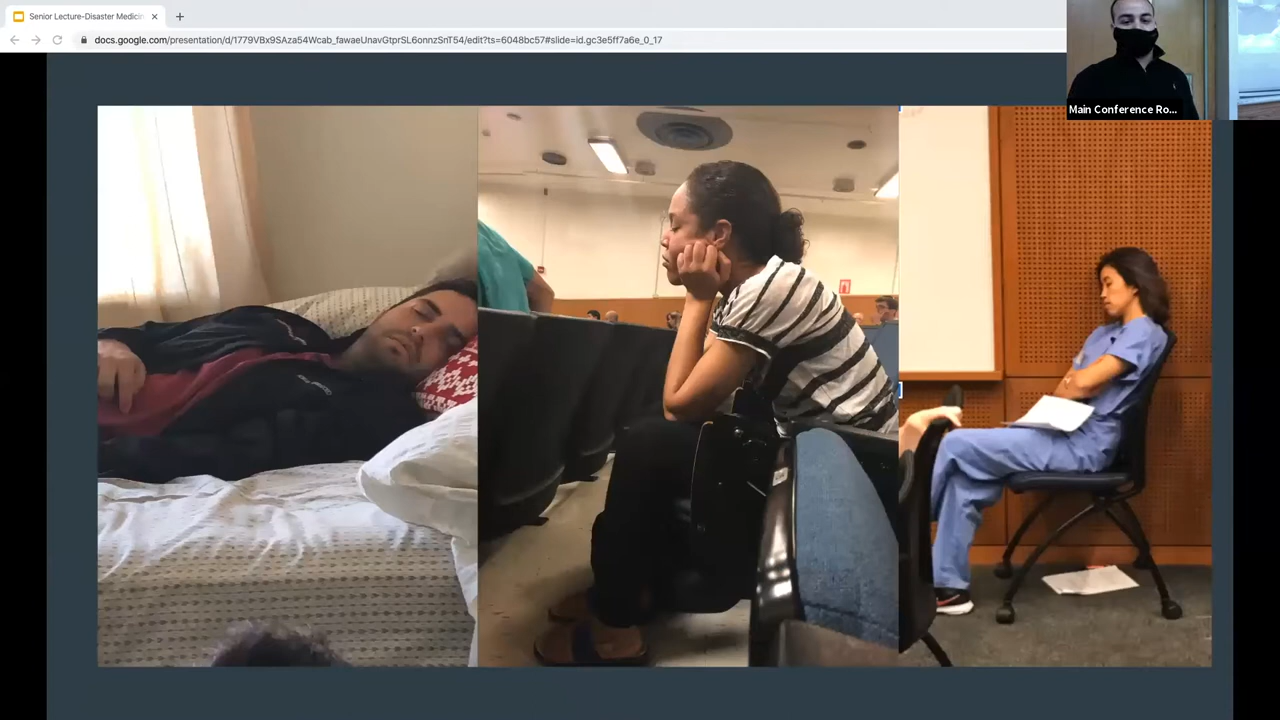 Senior Lecture-Disaster Medicin
docs.google.com/presentation/d/1779VBx9SAza54Wcab_fawaeUnavGtprSL6onnzSnT54/edit?ts=6048bc57#slide=id.gc3e5ff7a6e_0_17
Main Conference Ro...